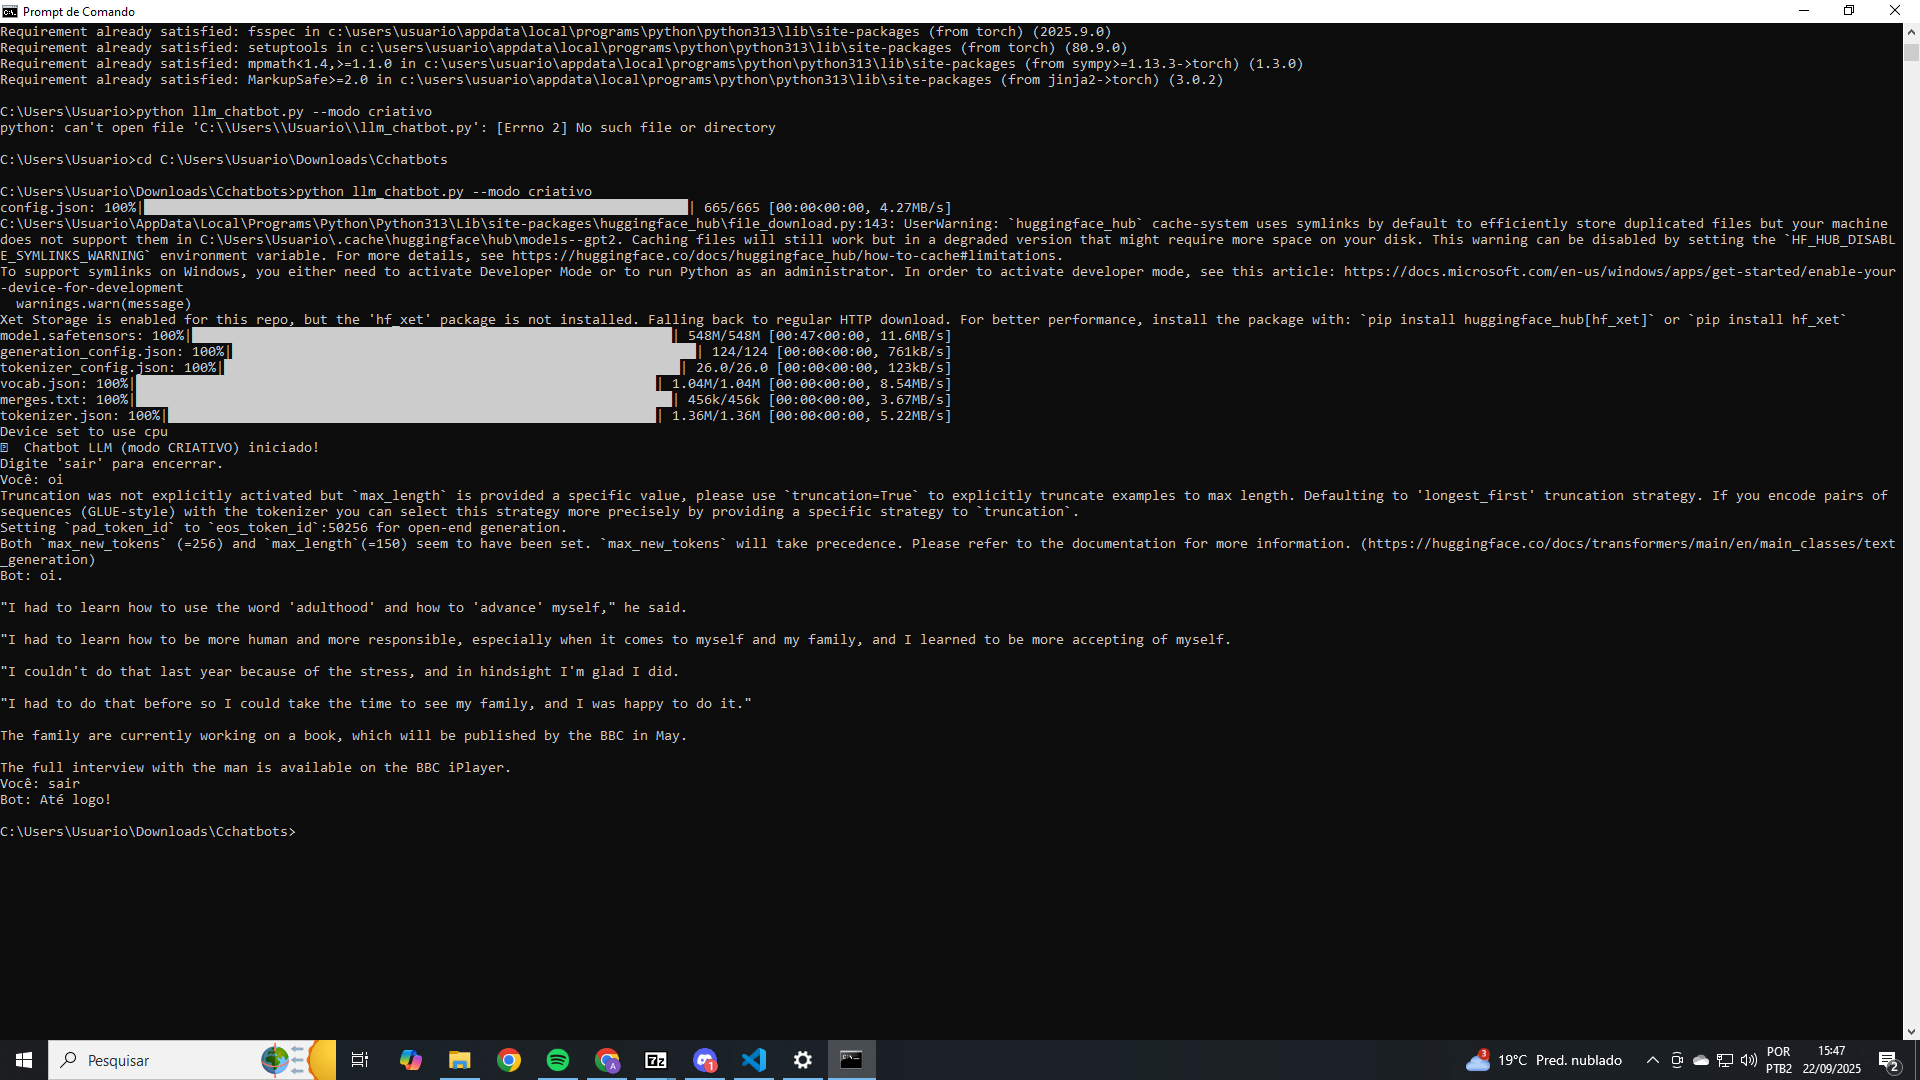 Prompt de Comando
Requirement already satisfied: fsspec in c:\users\usuario\appdata\local\programs\python\python313\lib\site-packages (from torch) (2025.9.0)
Requirement already satisfied: setuptools in c:\users\usuario\appdata\local\programs\python\python313\lib\site-packages (from torch) (80.9.0)
Requirement already satisfied: mpmath<1.4,>=1.1.0 in c:\users\usuario\appdata\local\programs\python\python313\lib\site-packages (from sympy>=1.13.3->torch) (1.3.0)
Requirement already satisfied: MarkupSafe>=2.0 in c:\users\usuario\appdata\local\programs\python\python313\lib\site-packages (from jinja2->torch) (3.0.2)
C:\Users\Usuario>python llm_chatbot.py --modo criativo
python: can't open file 'C:\\Users\\Usuario\\llm_chatbot.py': [Errno 2] No such file or directory
C:\Users\Usuario>cd C:\Users\Usuario\Downloads\Cchatbots
C:\Users\Usuario\Downloads\Cchatbots>python llm_chatbot.py --modo criativo
config.json: 100%| | 665/665 [00:00<00:00, 4.27MB/s]
C:\Users\Usuario\AppData\Local\Programs\Python\Python313\Lib\site-packages\huggingface_hub\file_download.py:143: UserWarning: `huggingface_hub` cache-system uses symlinks by default to efficiently store duplicated files but your machine
does not support them in C:\Users\Usuario\.cache\huggingface\hub\models--gpt2. Caching files will still work but in a degraded version that might require more space on your disk. This warning can be disabled by setting the `HF_HUB_DISABL
E_SYMLINKS_WARNING` environment variable. For more details, see https://huggingface.co/docs/huggingface_hub/how-to-cache#limitations.
To support symlinks on Windows, you either need to activate Developer Mode or to run Python as an administrator. In order to activate developer mode, see this article: https://docs.microsoft.com/en-us/windows/apps/get-started/enable-your
-device-for-development
warnings.warn(message)
Xet Storage is enabled for this repo, but the 'hf_xet' package is not installed. Falling back to regular HTTP download. For better performance, install the package with: `pip install huggingface_hub[hf_xet]` or `pip install hf_xet`
model.safetensors: 100%| | 548M/548M [00:47<00:00, 11.6MB/s]
generation_config.json: 100%| | 124/124 [00:00<00:00, 761kB/s]
tokenizer_config.json: 100%| | 26.0/26.0 [00:00<00:00, 123kB/s]
vocab.json: 100%| | 1.04M/1.04M [00:00<00:00, 8.54MB/s]
merges.txt: 100%| | 456k/456k [00:00<00:00, 3.67MB/s]
tokenizer.json: 100%| | 1.36M/1.36M [00:00<00:00, 5.22MB/s]
Device set to use cpu
Chatbot LLM (modo CRIATIVO) iniciado!
Digite 'sair' para encerrar.
Você: oi
Truncation was not explicitly activated but `max_length` is provided a specific value, please use `truncation=True` to explicitly truncate examples to max length. Defaulting to 'longest_first' truncation strategy. If you encode pairs of
sequences (GLUE-style) with the tokenizer you can select this strategy more precisely by providing a specific strategy to `truncation`.
Setting `pad_token_id` to `eos_token_id`:50256 for open-end generation.
Both `max_new_tokens` (=256) and `max_length`(=150) seem to have been set. `max_new_tokens` will take precedence. Please refer to the documentation for more information. (https://huggingface.co/docs/transformers/main/en/main_classes/text
_generation)
Bot: oi.
"I had to learn how to use the word 'adulthood' and how to 'advance' myself," he said.
"I had to learn how to be more human and more responsible, especially when it comes to myself and my family, and I learned to be more accepting of myself.
"I couldn't do that last year because of the stress, and in hindsight I'm glad I did.
"I had to do that before so I could take the time to see my family, and I was happy to do it."
The family are currently working on a book, which will be published by the BBC in May.
The full interview with the man is available on the BBC iPlayer.
Você: sair
Bot: Até logo!
C:\Users\Usuario\Downloads\Cchatbots>
Pesquisar
7z
A
1
3
19°C Pred. nublado
POR
PTB2
15:47
22/09/2025
2